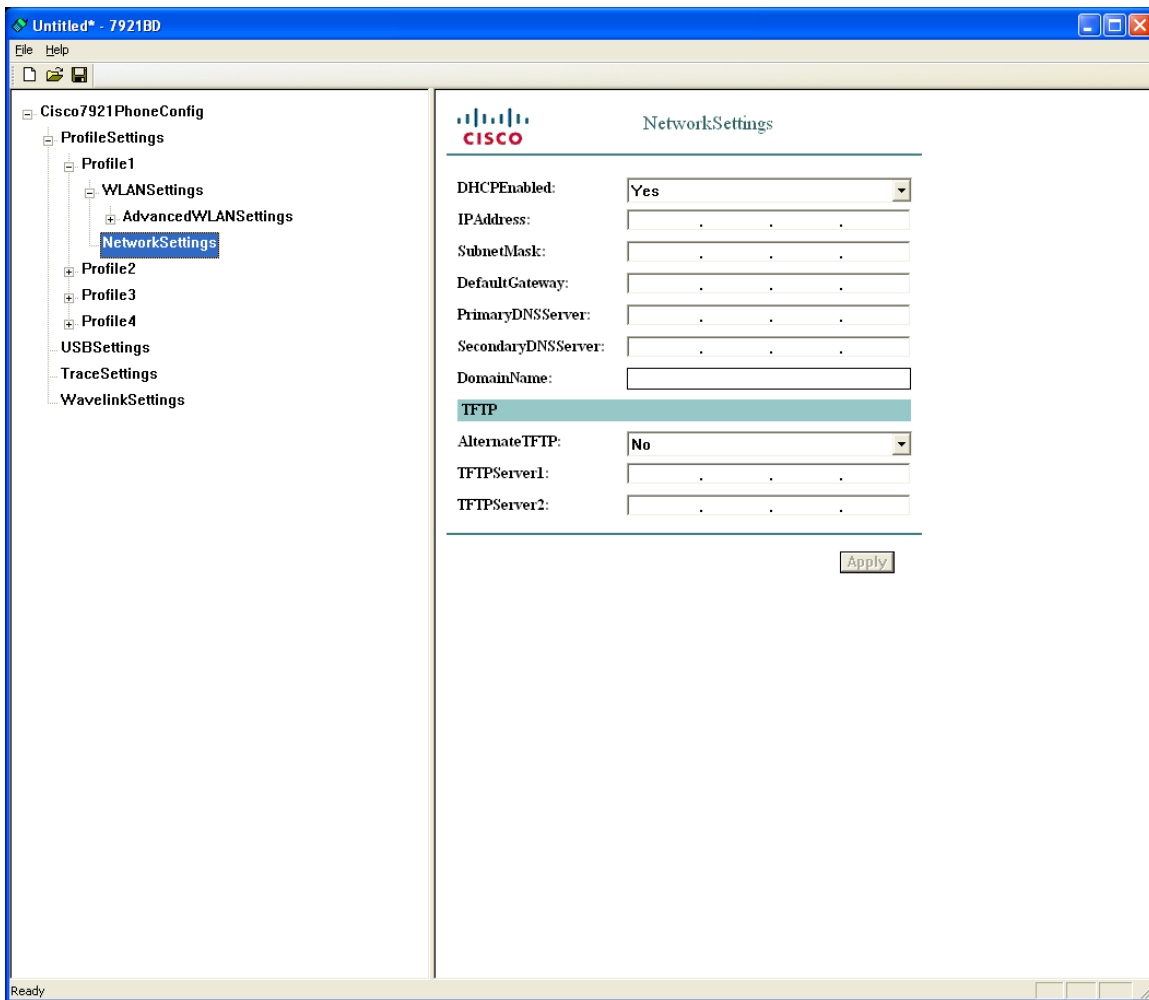 Untitled* - 7921BD
File Help
Cisco7921PhoneConfig
ProfileSettings
Profile1
WLANSettings
AdvancedWLANSettings
NetworkSettings
Profile2
Profile3
Profile4
USBSettings
TraceSettings
WavelinkSettings
CISCO
NetworkSettings
DHCPEnabled: Yes
IPAddress: . . .
SubnetMask: . . .
DefaultGateway: . . .
PrimaryDNSServer: . . .
SecondaryDNSServer: . . .
DomainName:
TFTP
AlternateTFTP: No
TFTPServer1: . . .
TFTPServer2: . . .
Apply
Ready